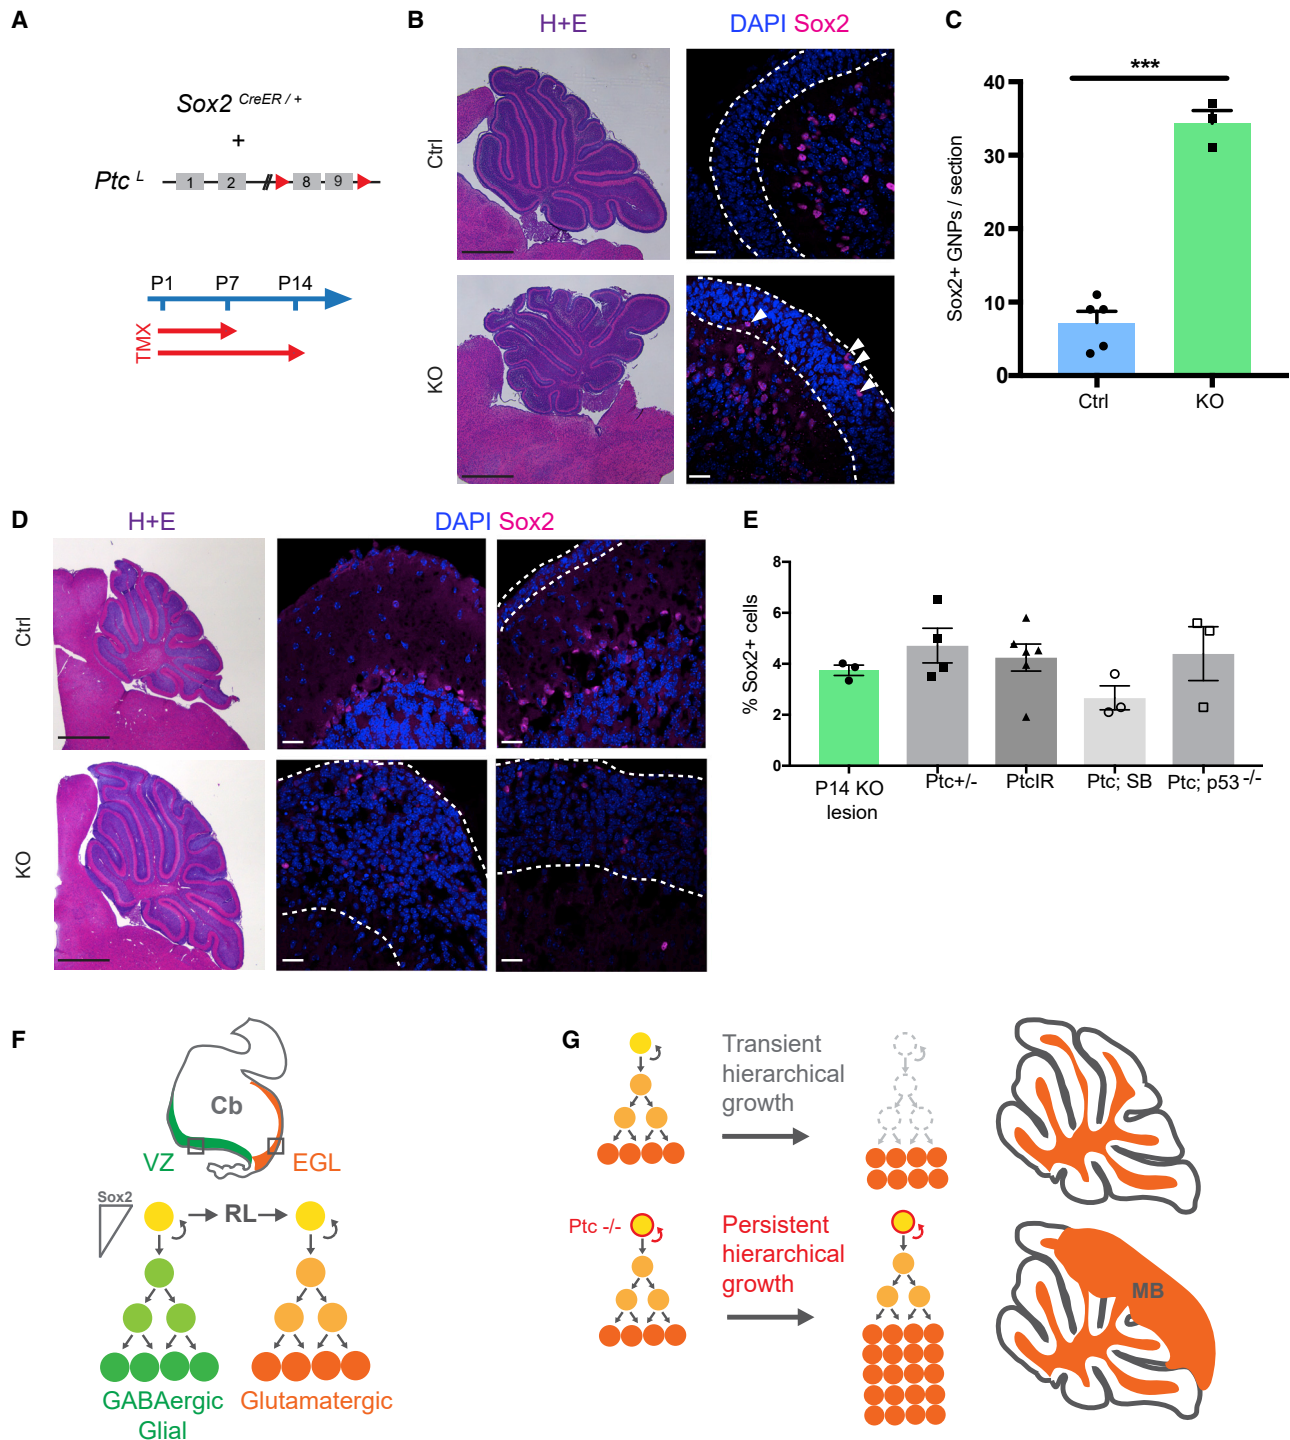 A
Sox2 CreER / +
+
Ptc L
1 2 8 9
P1 P7 P14
TMX
B
H+E
DAPI Sox2
Ctrl
KO
C
***
Sox2+ GNPs / section
40
30
20
10
0
Ctrl KO
D
H+E
DAPI Sox2
Ctrl
KO
E
% Sox2+ cells
8
6
4
2
0
P14 KO
lesion
Ptc+/-
PtcIR
Ptc; SB
Ptc; p53 -/-
F
Cb
VZ
EGL
Sox2
RL
GABAergic
Glial
Glutamatergic
G
Transient
hierarchical
growth
Ptc -/-
Persistent
hierarchical
growth
MB